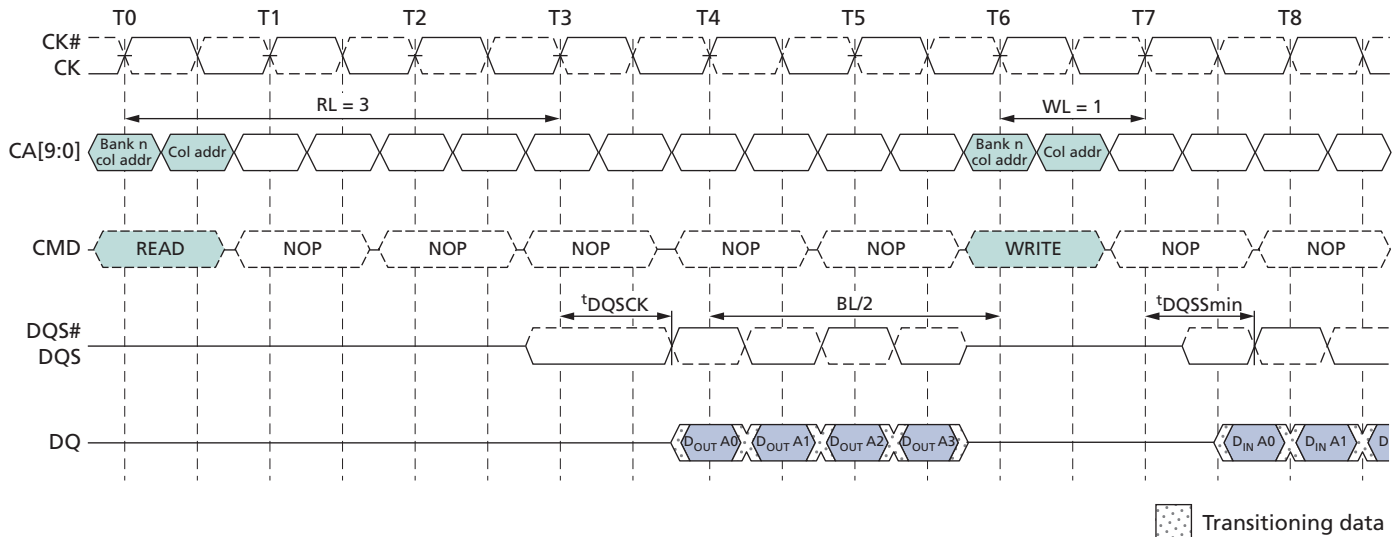 T0 T1 T2 T3 T4 T5 T6 T7 T8
CK#
CK
RL = 3 WL = 1
CA[9:0] Bank n col addr Col addr Bank n col addr Col addr
CMD READ NOP NOP NOP NOP NOP WRITE NOP NOP
tDQSCK BL/2 tDQSSmin
DQS#
DQS
DQ DOUT A0 DOUT A1 DOUT A2 DOUT A3 DIN A0 DIN A1 D
Transitioning data